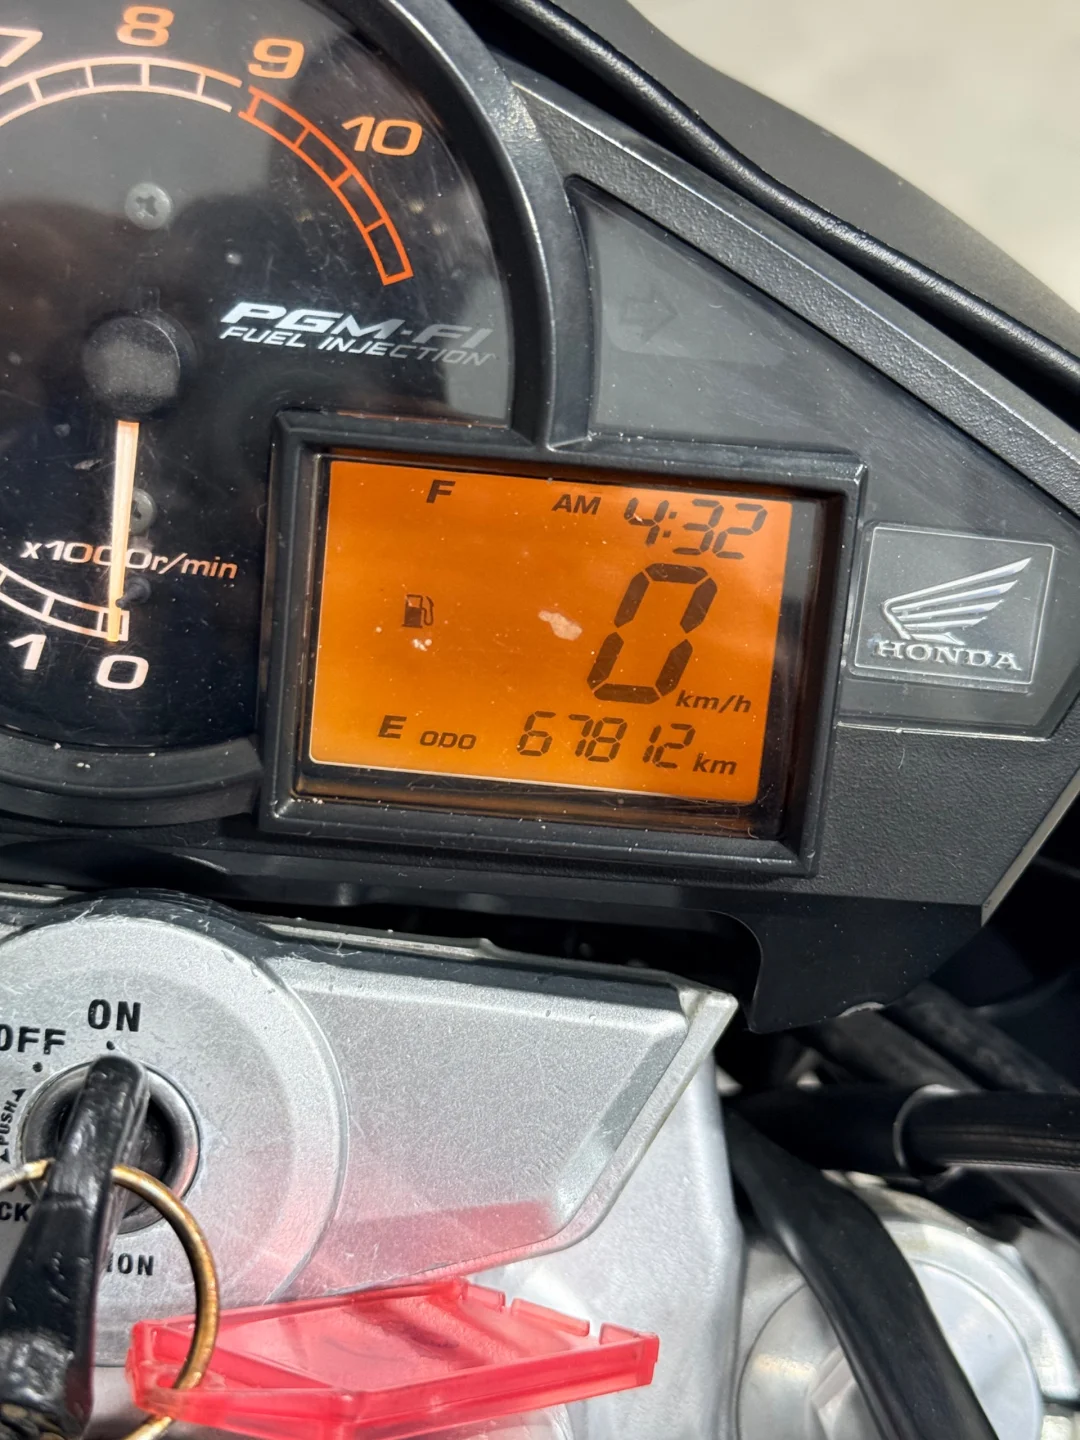 7
8
9
10
PGM-FI
FUEL INJECTION
F
AM 4:32
x1000r/min
0
km/h
HONDA
1
0
E ODO 67812 km
ON
OFF
PUSH